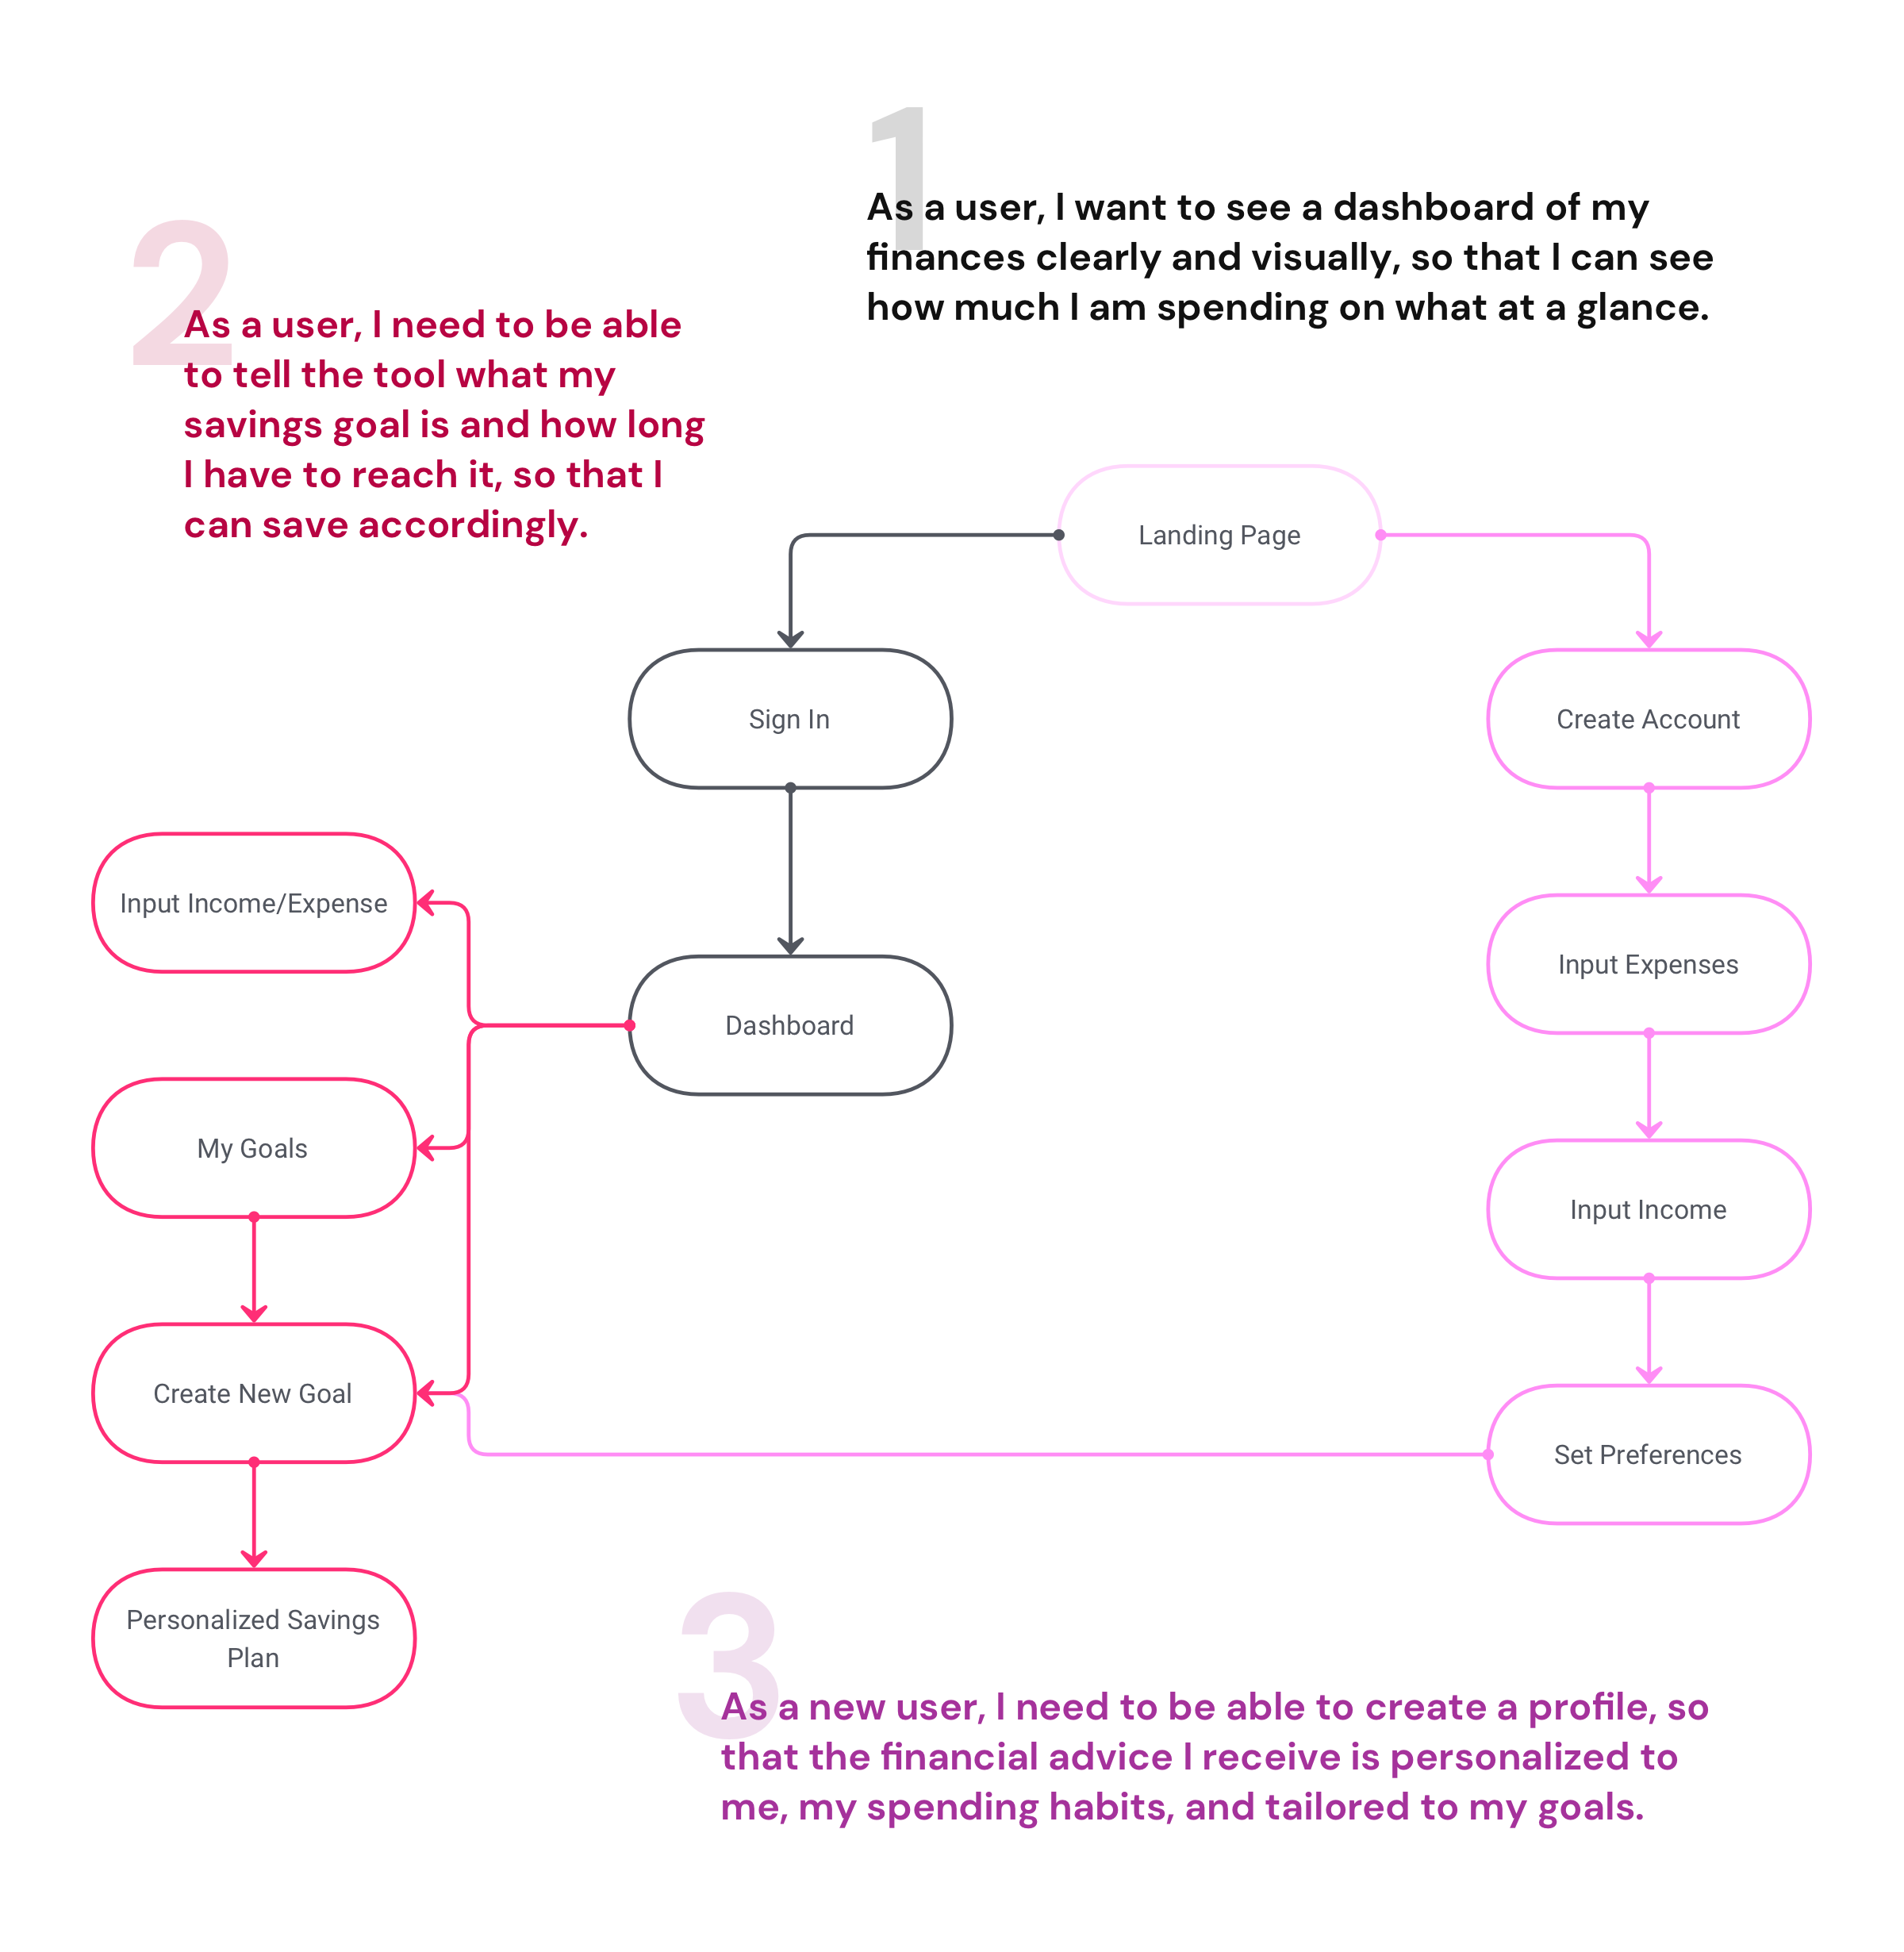 1
As a user, I want to see a dashboard of my
finances clearly and visually, so that I can see
how much I am spending on what at a glance.
2
As a user, I need to be able
to tell the tool what my
savings goal is and how long
I have to reach it, so that I
can save accordingly.
Landing Page
Sign In
Create Account
Input Income/Expense
Input Expenses
Dashboard
My Goals
Input Income
Create New Goal
Set Preferences
Personalized Savings
Plan
3
As a new user, I need to be able to create a profile, so
that the financial advice I receive is personalized to
me, my spending habits, and tailored to my goals.